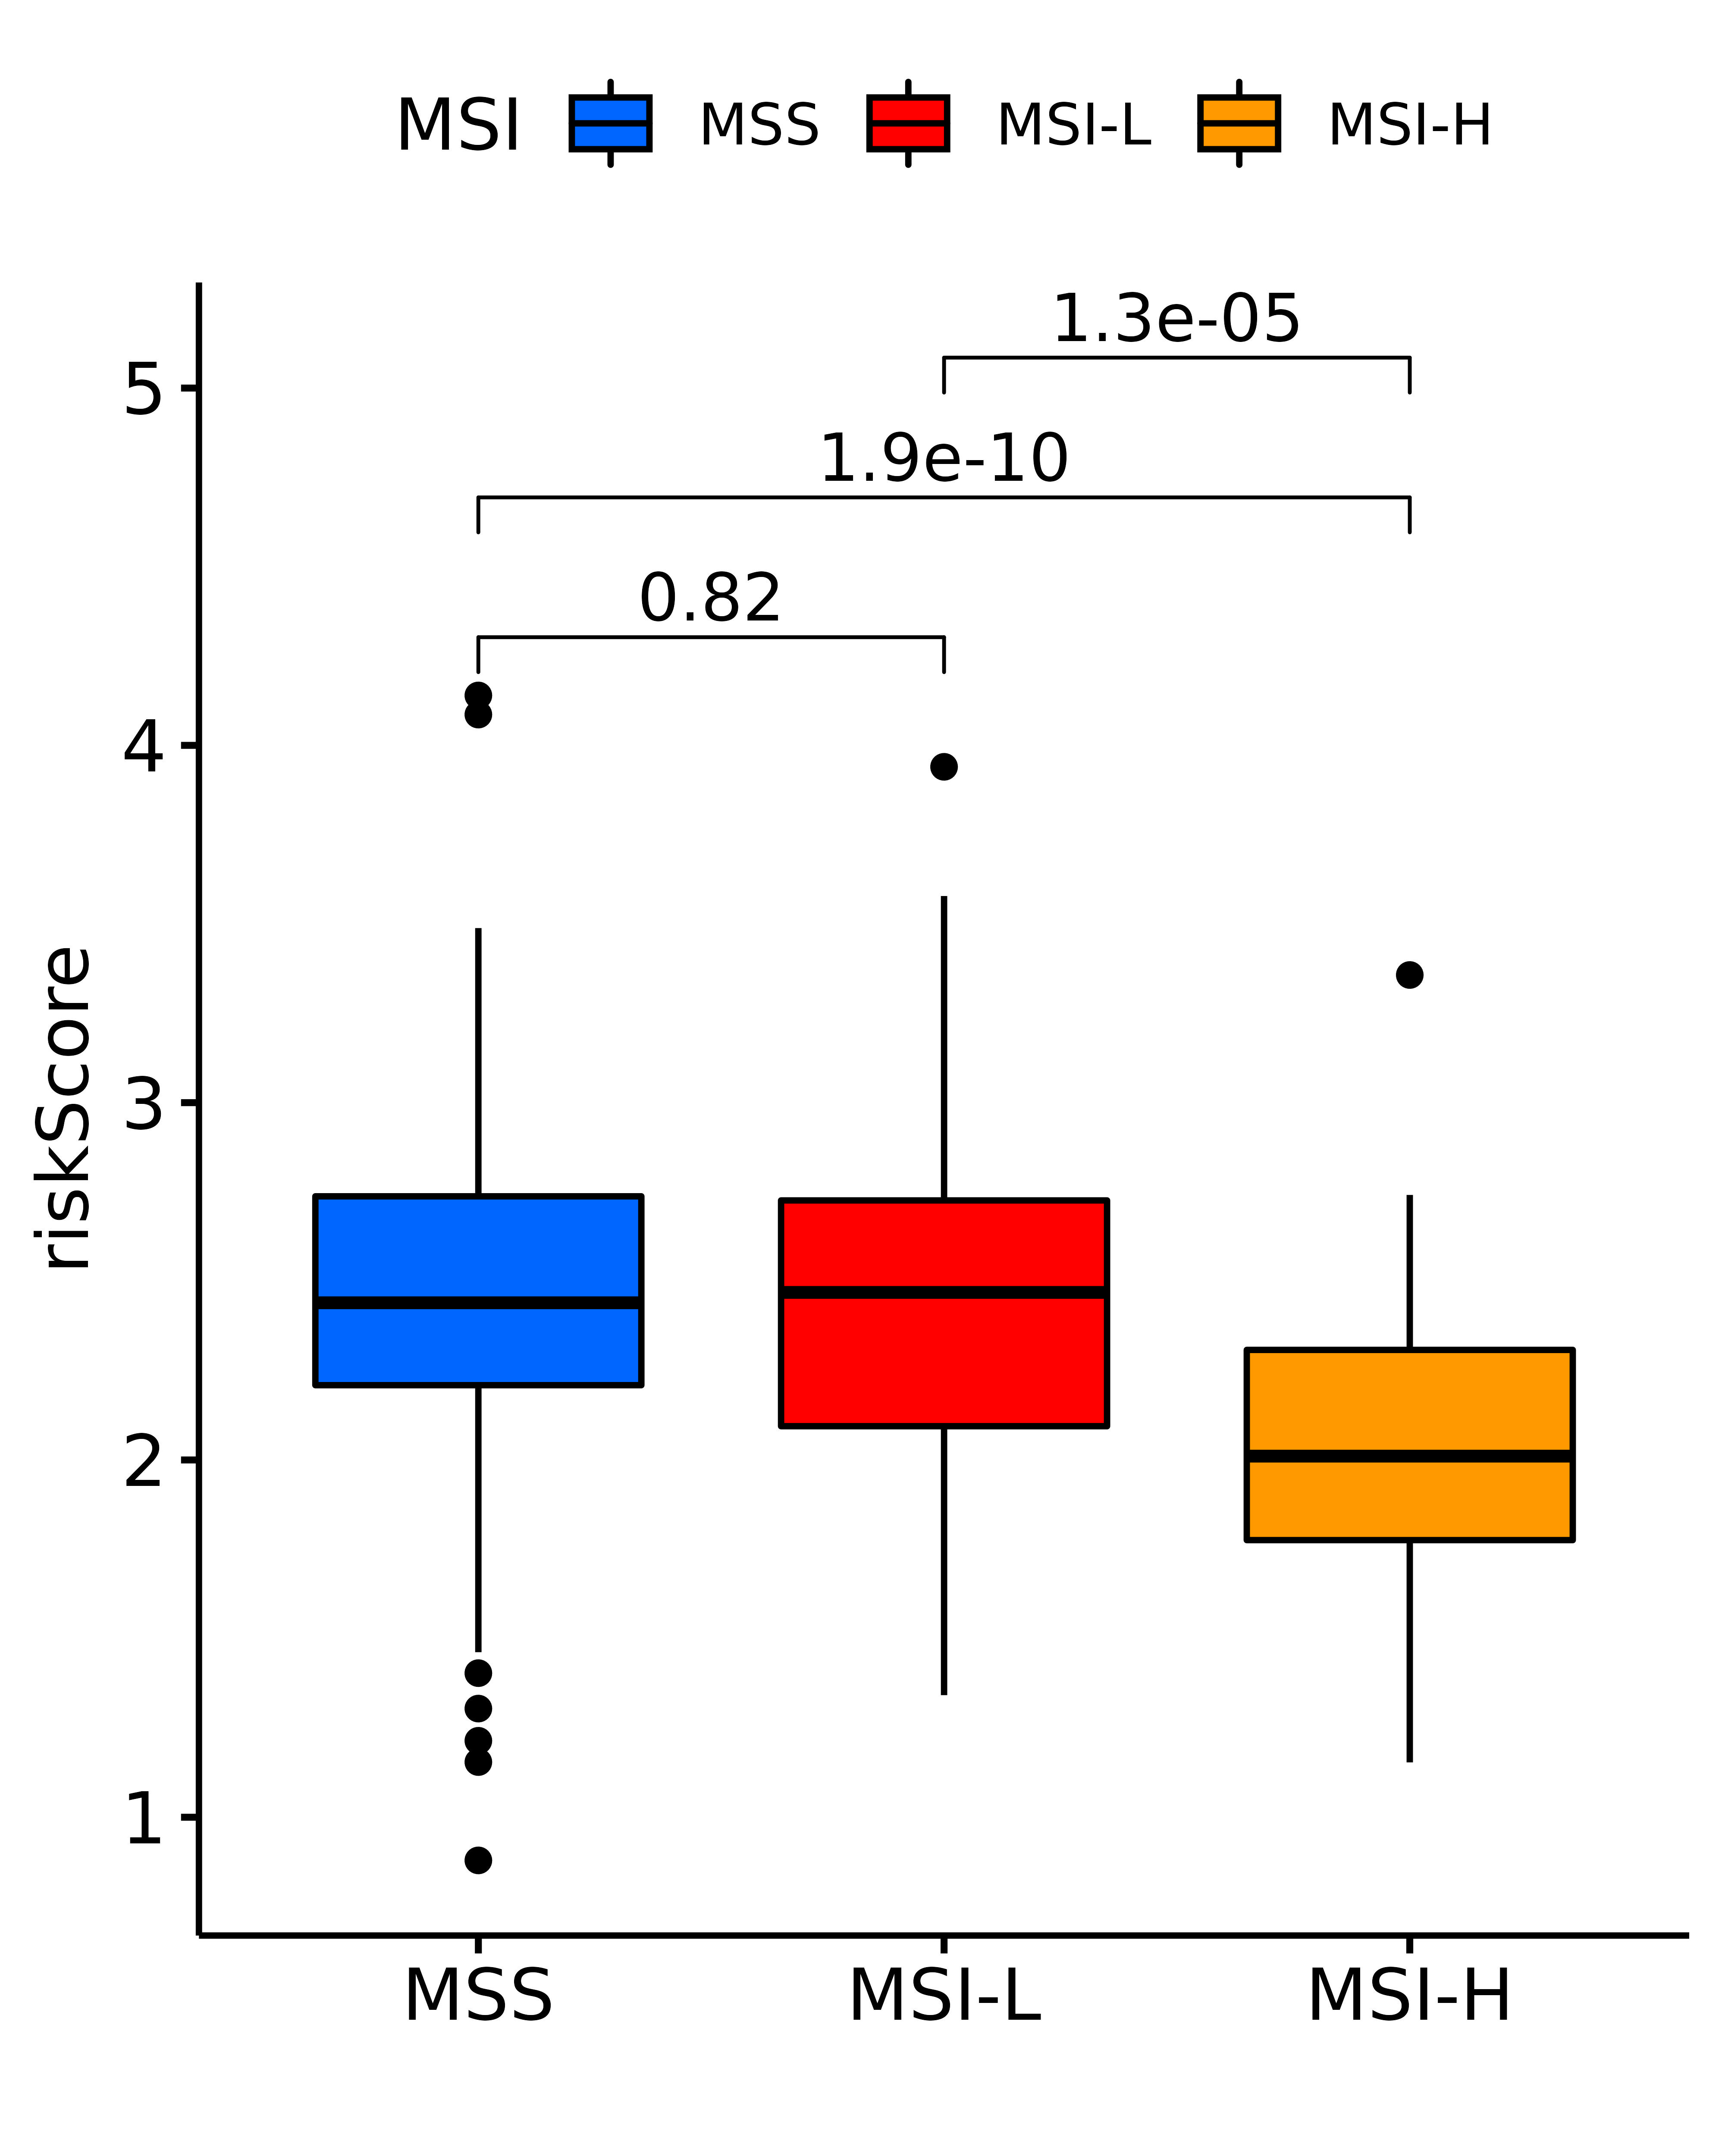 MSI MSS MSI-L MSI-H
1.3e-05
1.9e-10
0.82
5
4
3
2
1
riskScore
MSS MSI-L MSI-H